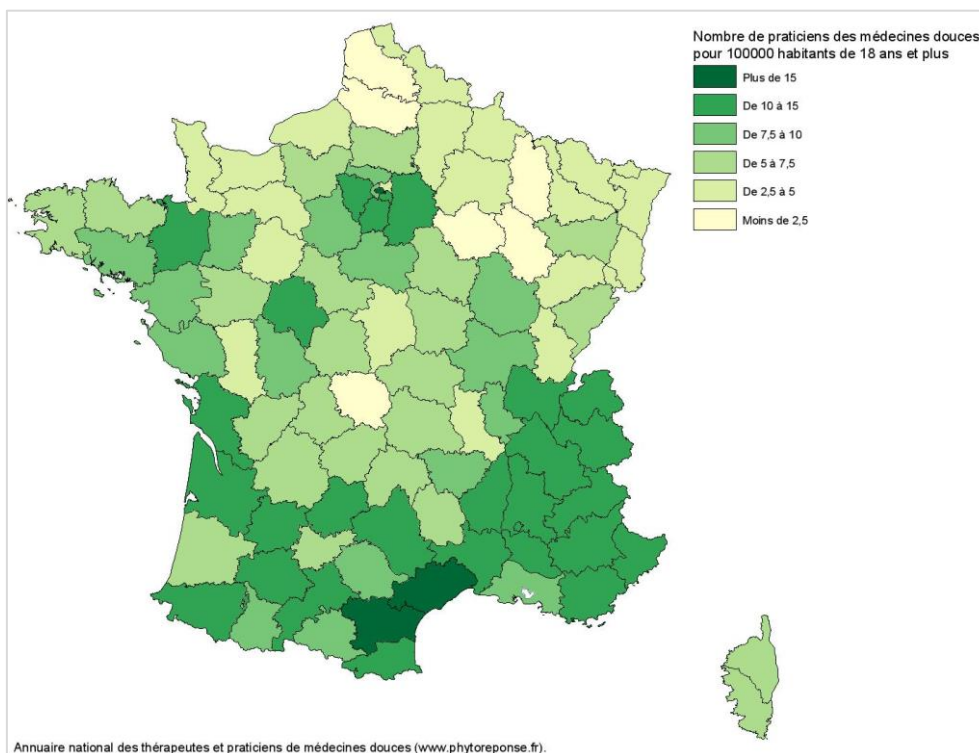 Nombre de praticiens des médecines douces
pour 100000 habitants de 18 ans et plus
Plus de 15
De 10 à 15
De 7,5 à 10
De 5 à 7,5
De 2,5 à 5
Moins de 2,5
Annuaire national des thérapeutes et praticiens de médecines douces (www.phytoreponse.fr).